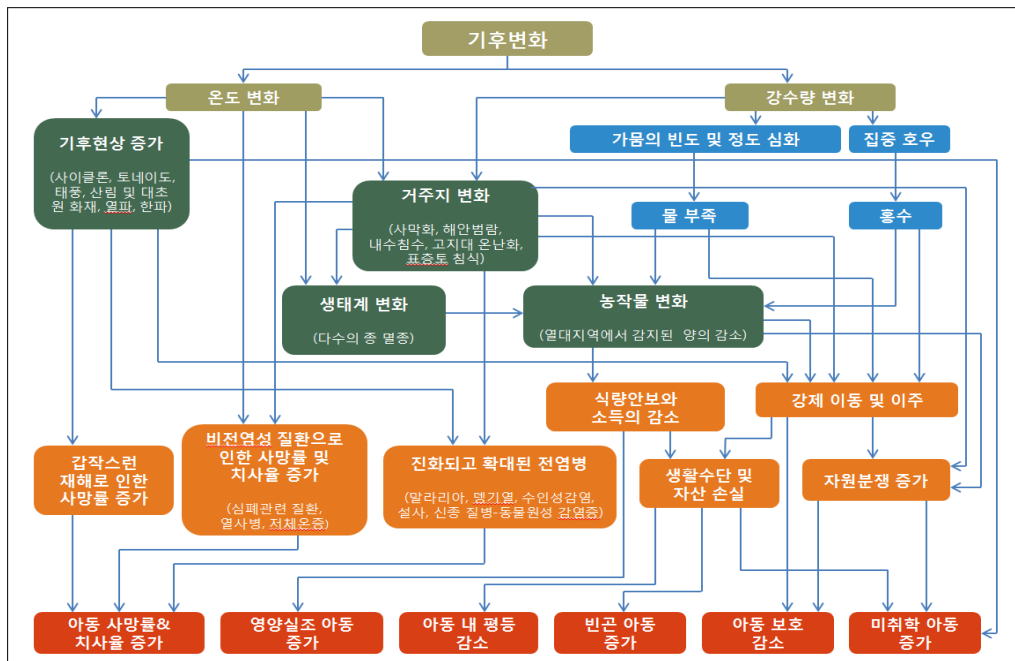 기후변화
온도 변화
강수량 변화
기후현상 증가
(사이클론, 토네이도,
태풍, 산림 및 대초
원 화재, 열파, 한파)
가뭄의 빈도 및 정도 심화
집중 호우
거주지 변화
(사막화, 해안범람,
내수침수, 고지대 온난화,
표층토 침식)
물 부족
홍수
생태계 변화
(다수의 종 멸종)
농작물 변화
(열대지역에서 감지된 양의 감소)
식량안보와
소득의 감소
강제 이동 및 이주
갑작스런
재해로 인한
사망률 증가
비전염성 질환으로
인한 사망률 및
치사율 증가
(심폐관련 질환,
열사병, 저체온증)
진화되고 확대된 전염병
(말라리아, 뎅기열, 수인성감염,
설사, 신종 질병-동물원성 감염증)
생활수단 및
자산 손실
자원분쟁 증가
아동 사망률&
치사율 증가
영양실조 아동
증가
아동 내 평등
감소
빈곤 아동
증가
아동 보호
감소
미취학 아동
증가